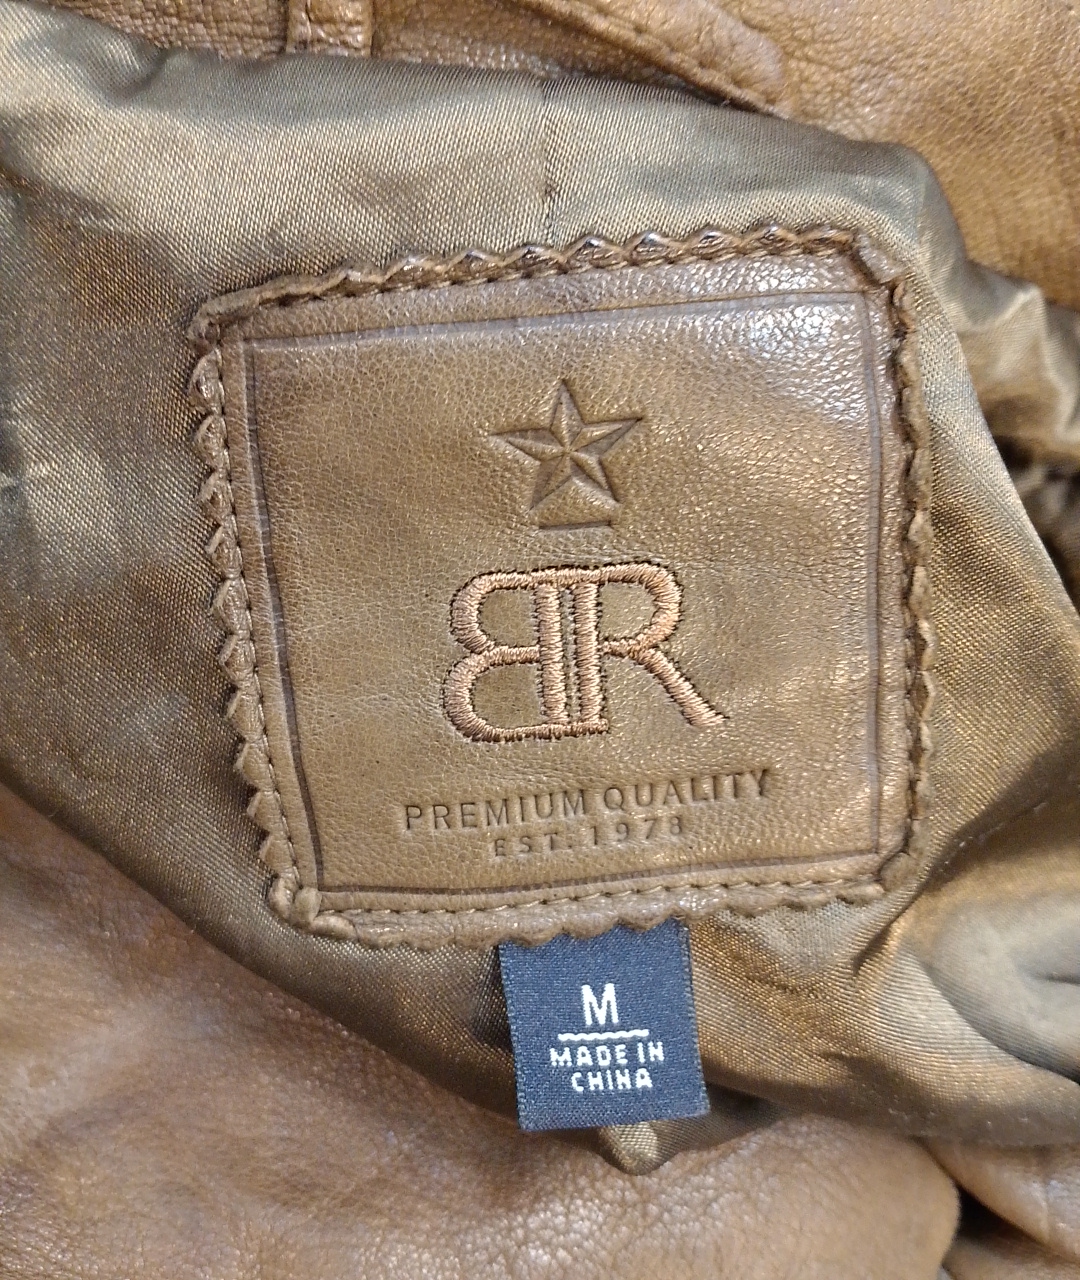 BR
PREMIUM QUALITY
EST. 1978
M
MADE IN
CHINA